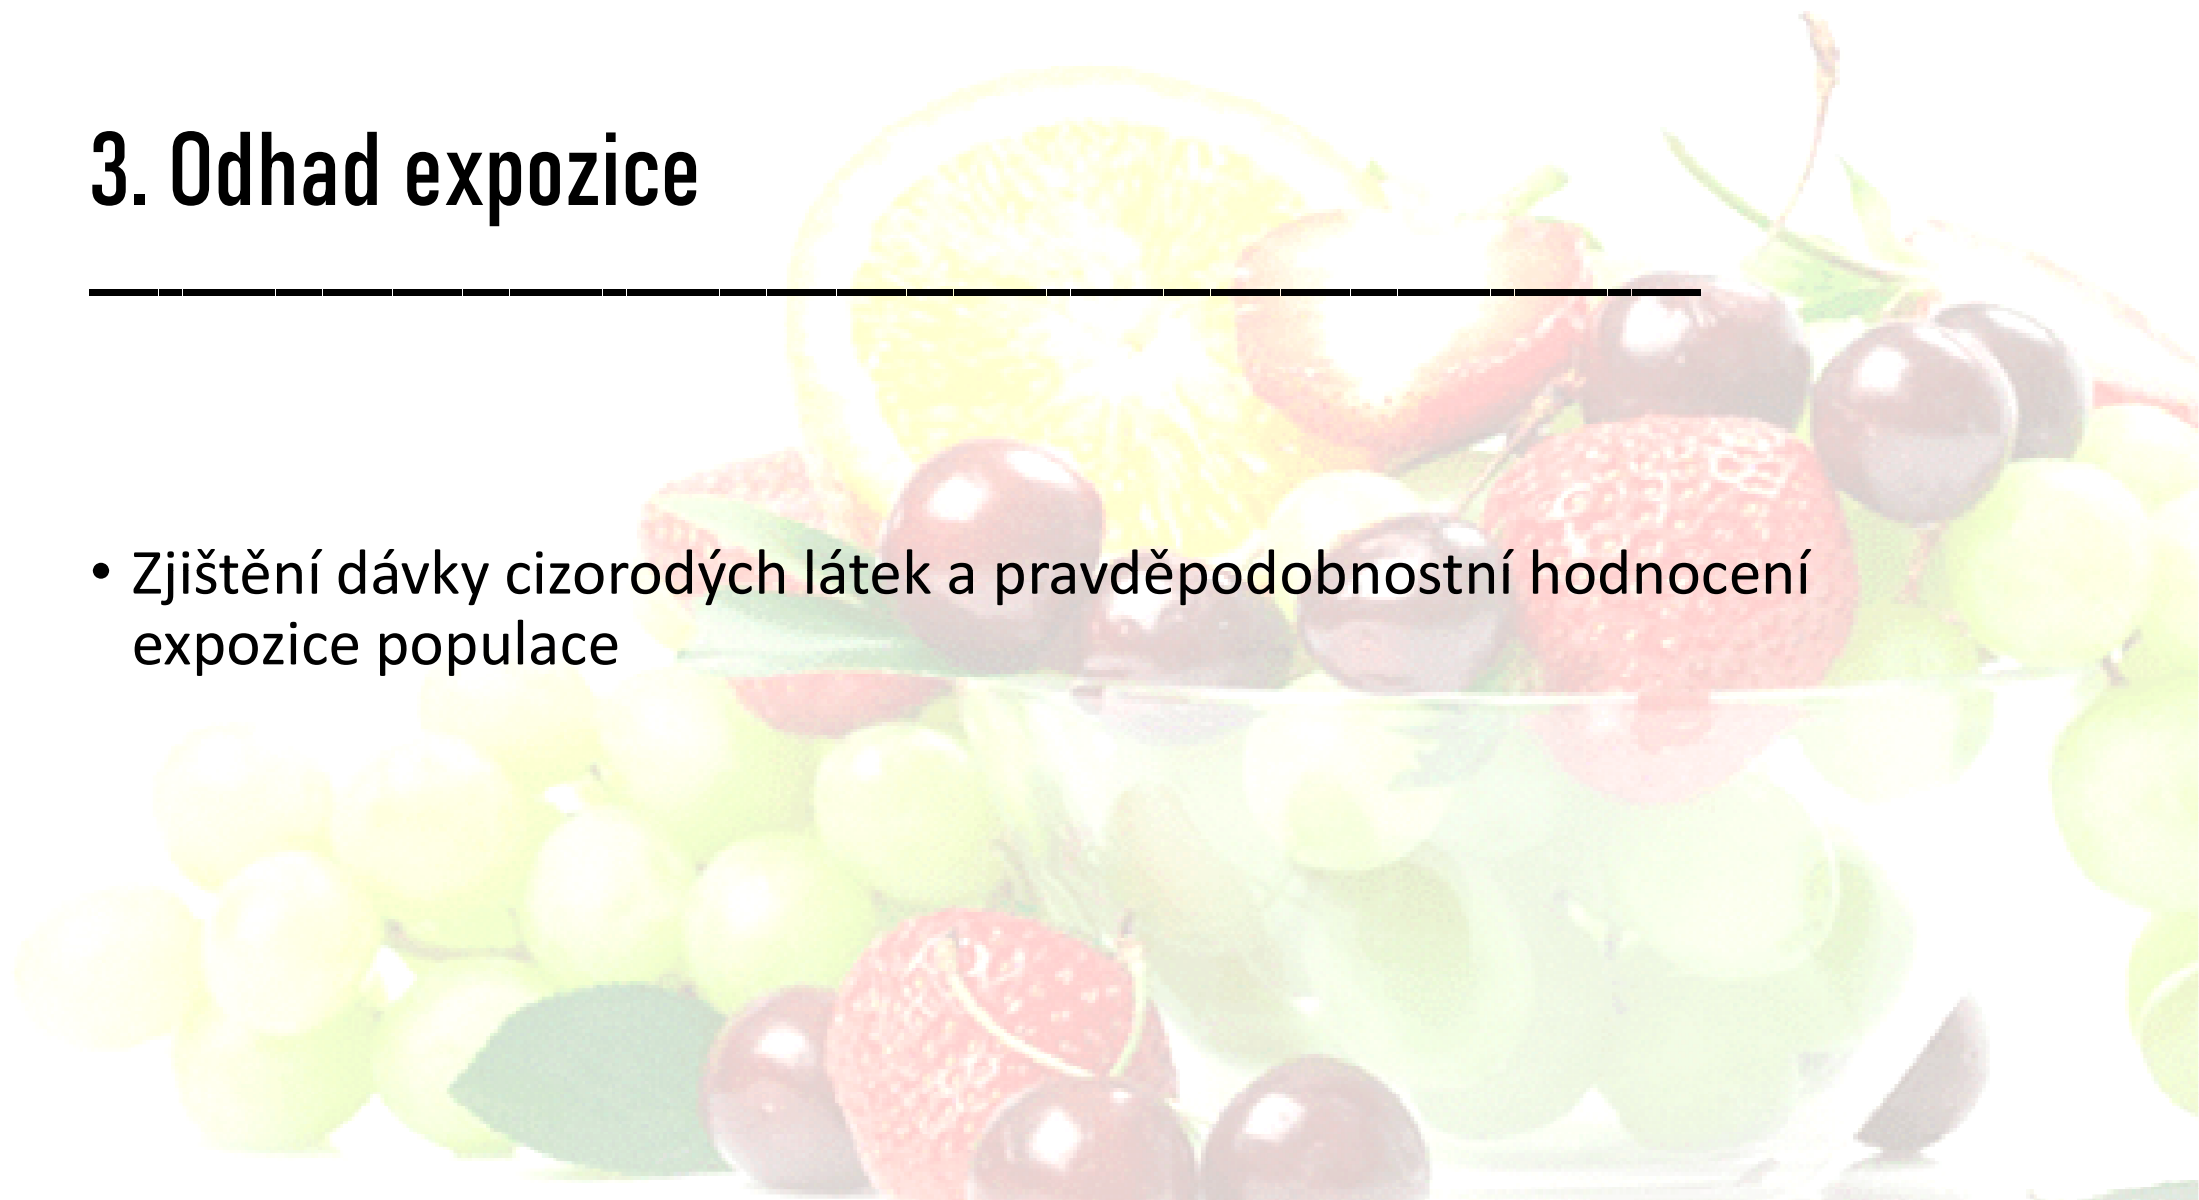 3. Odhad expozice
• Zjištění dávky cizorodých látek a pravděpodobnostní hodnocení
expozice populace